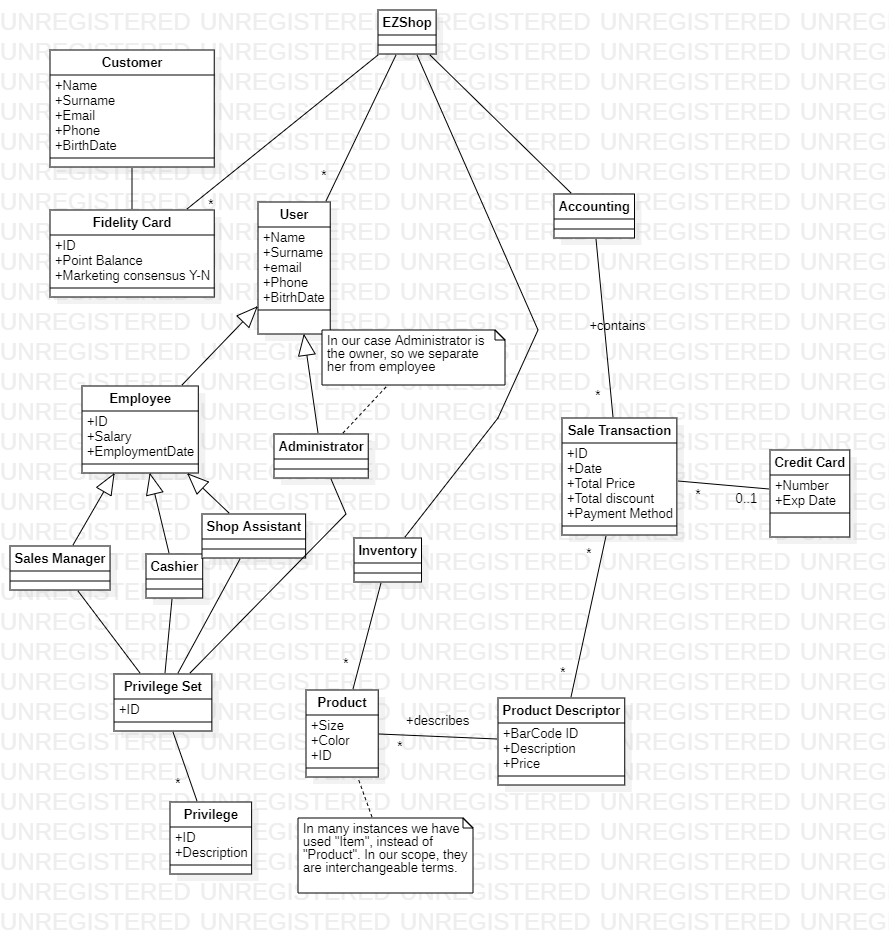 EZShop
Customer
+Name
+Surname
+Email
+Phone
+BirthDate
*
*
Fidelity Card
+ID
+Point Balance
+Marketing consensus Y-N
User
+Name
+Surname
+email
+Phone
+BitrhDate
Accounting
+contains
*
In our case Administrator is
the owner, so we separate
her from employee
Employee
+ID
+Salary
+EmploymentDate
Administrator
Sale Transaction
+ID
+Date
+Total Price
+Total discount
+Payment Method
*
0..1
Credit Card
+Number
+Exp Date
Sales Manager
Cashier
Shop Assistant
Inventory
*
*
*
Privilege Set
+ID
*
Privilege
+ID
+Description
Product
+Size
+Color
+ID
+describes
*
Product Descriptor
+BarCode ID
+Description
+Price
In many instances we have
used "Item", instead of
"Product". In our scope, they
are interchangeable terms.
UNREGISTERED